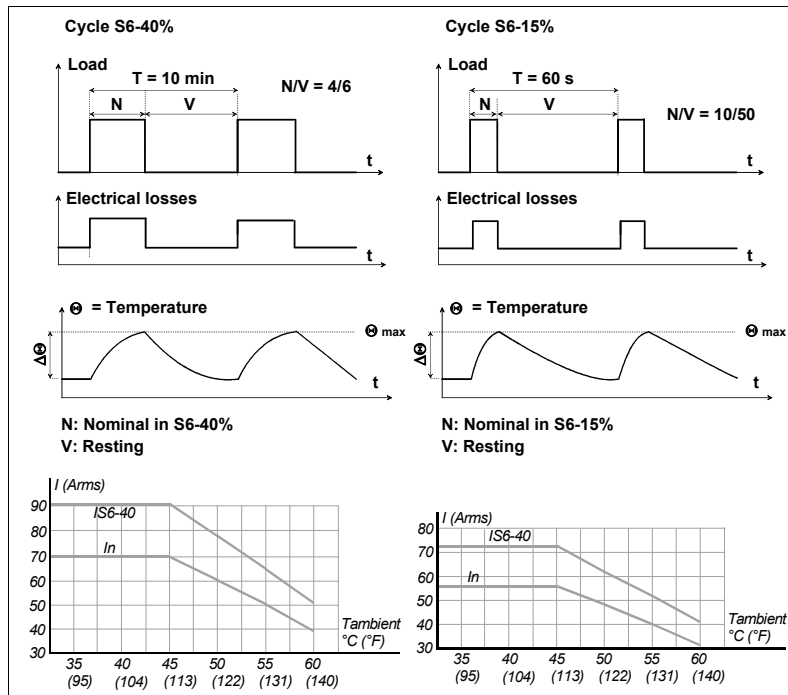 Cycle S6-40%
Load
T = 10 min
N/V = 4/6
N
V
t
Electrical losses
t
Θ = Temperature
Θ max
ΔΘ
t
N: Nominal in S6-40%
V: Resting
I (Arms)
90
IS6-40
80
70
In
60
50
40
30
Tambient
°C (°F)
35 40 45 50 55 60
(95) (104) (113) (122) (131) (140)
Cycle S6-15%
Load
T = 60 s
N
V
N/V = 10/50
t
Electrical losses
t
Θ = Temperature
Θ max
ΔΘ
t
N: Nominal in S6-15%
V: Resting
I (Arms)
80
IS6-40
70
60
In
50
40
30
Tambient
°C (°F)
35 40 45 50 55 60
(95) (104) (113) (122) (131) (140)